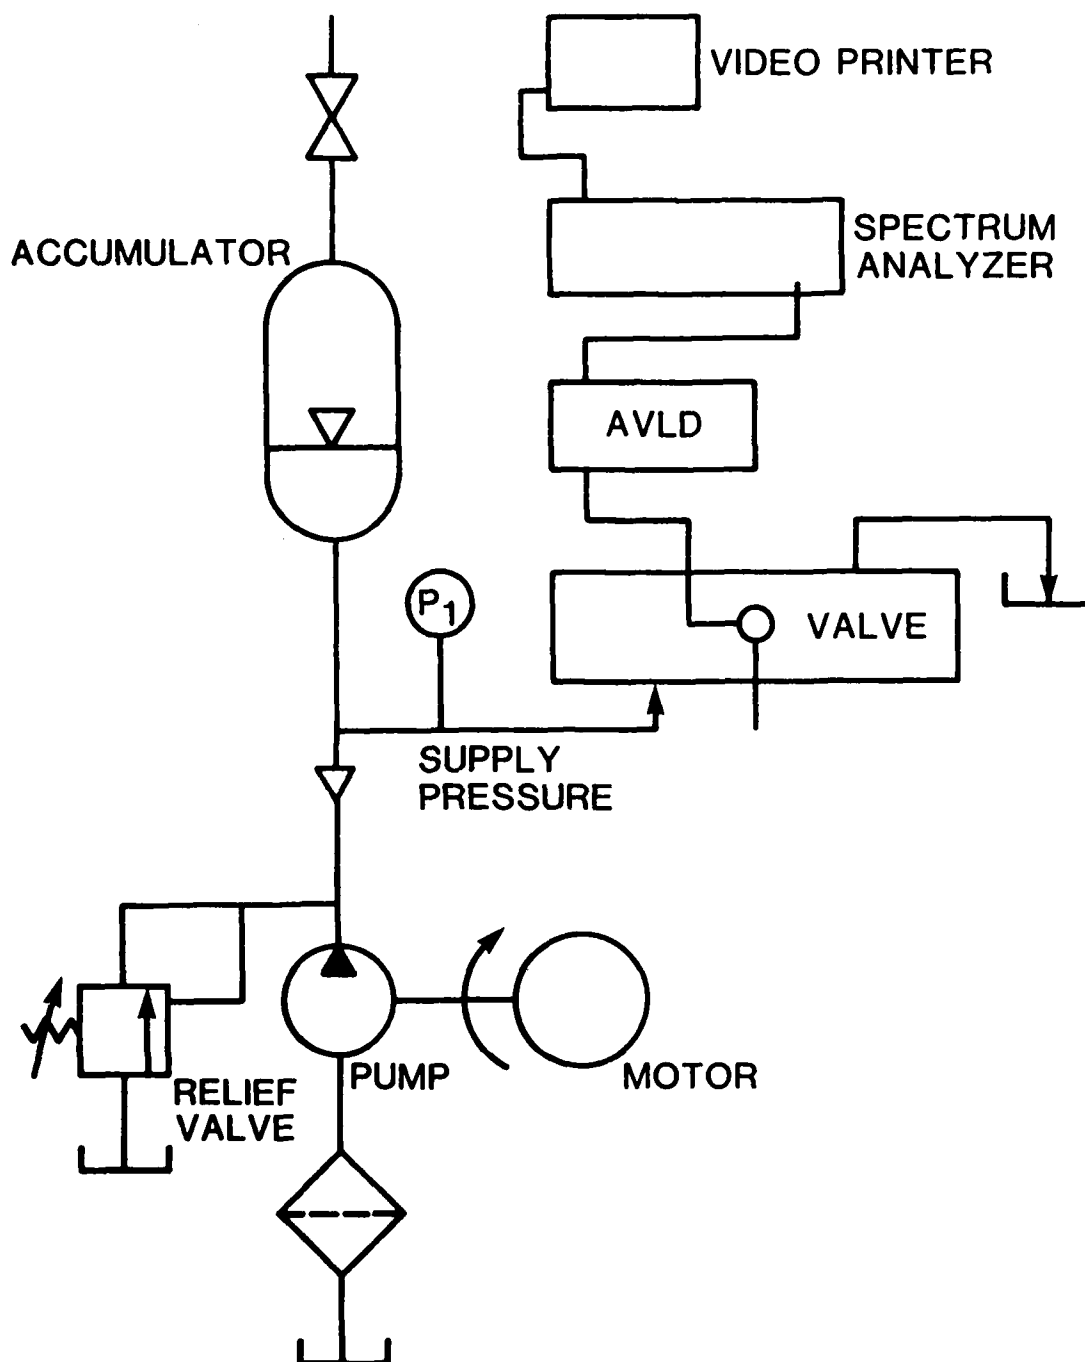 VIDEO PRINTER
ACCUMULATOR
SPECTRUM
ANALYZER
AVLD
P1
VALVE
SUPPLY
PRESSURE
PUMP
MOTOR
RELIEF
VALVE